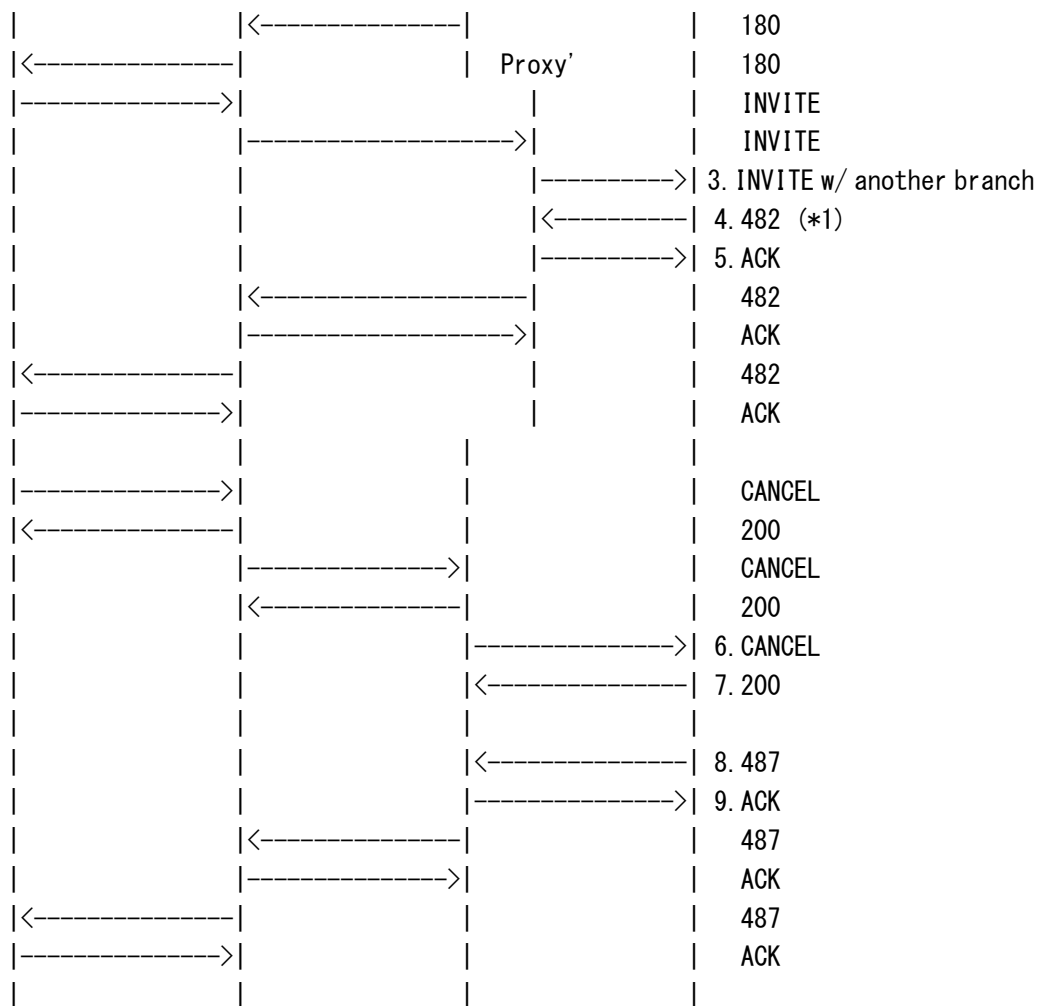 |                |<---------------|                |   180
|<---------------|                |  Proxy'        |   180
|--------------->|                     |           |   INVITE
|                |-------------------->|           |   INVITE
|                |                     |---------->| 3. INVITE w/ another branch
|                |                     |<----------| 4. 482 (*1)
|                |                     |---------->| 5. ACK
|                |<--------------------|           |   482
|                |-------------------->|           |   ACK
|<---------------|                     |           |   482
|--------------->|                     |           |   ACK
|                |                |                |
|--------------->|                |                |   CANCEL
|<---------------|                |                |   200
|                |--------------->|                |   CANCEL
|                |<---------------|                |   200
|                |                |--------------->| 6. CANCEL
|                |                |<---------------| 7. 200
|                |                |                |
|                |                |<---------------| 8. 487
|                |                |--------------->| 9. ACK
|                |<---------------|                |   487
|                |--------------->|                |   ACK
|<---------------|                |                |   487
|--------------->|                |                |   ACK
|                |                |                |